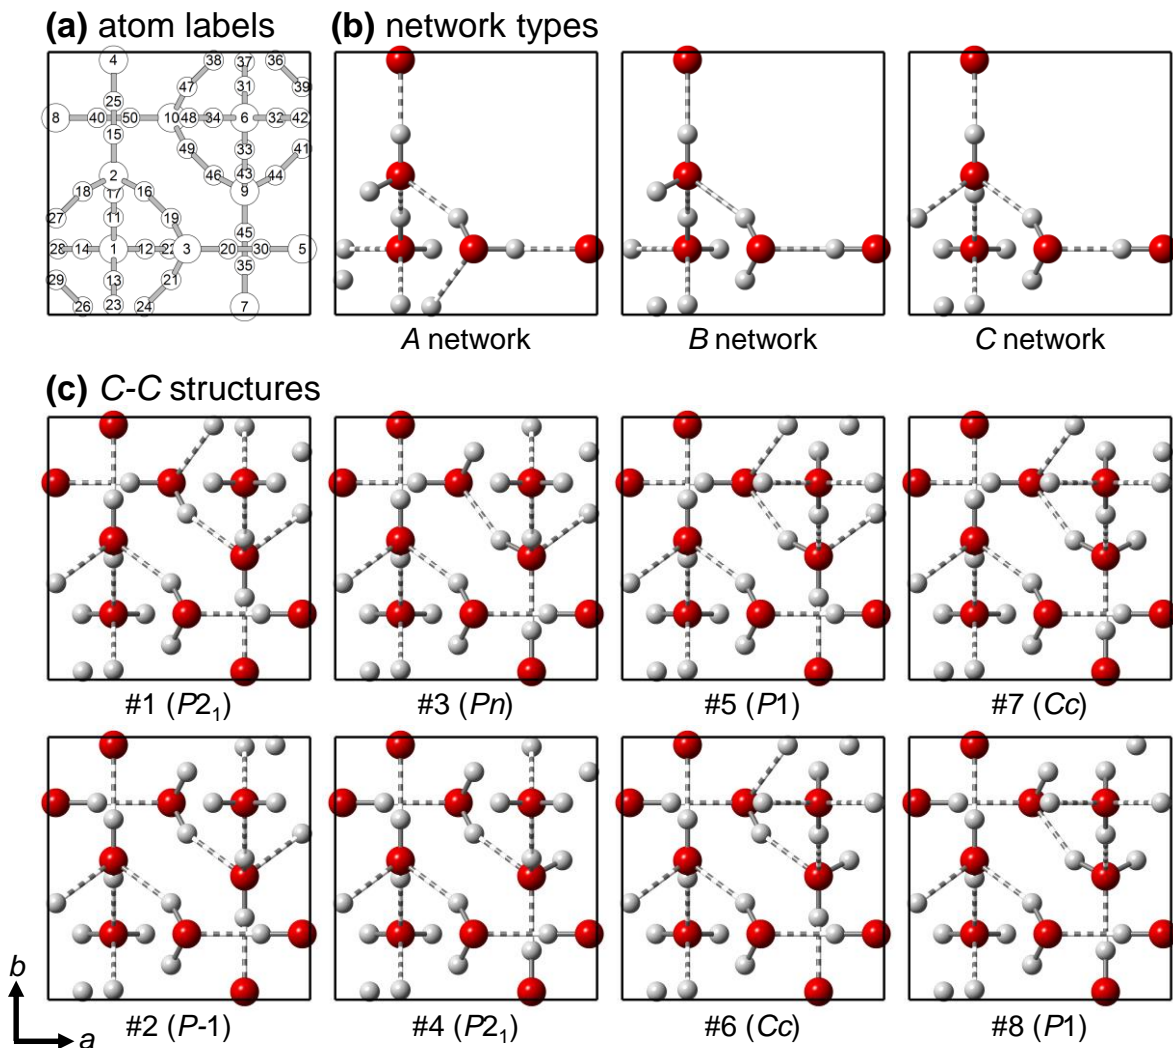 (a) atom labels
(b) network types
4 38 37 36
47 31 39
25
8 40 50 10 48 34 6 32 42
15
49 33 41
2 46 43 44
18 17 16 9
27 11 19
45
28 14 1 12 22 3 20 30 5
35
29 13 21
26 23 24 7
A network
B network
C network
(c) C-C structures
#1 (P2₁)
#3 (Pn)
#5 (P1)
#7 (Cc)
b
a
#2 (P-1)
#4 (P2₁)
#6 (Cc)
#8 (P1)